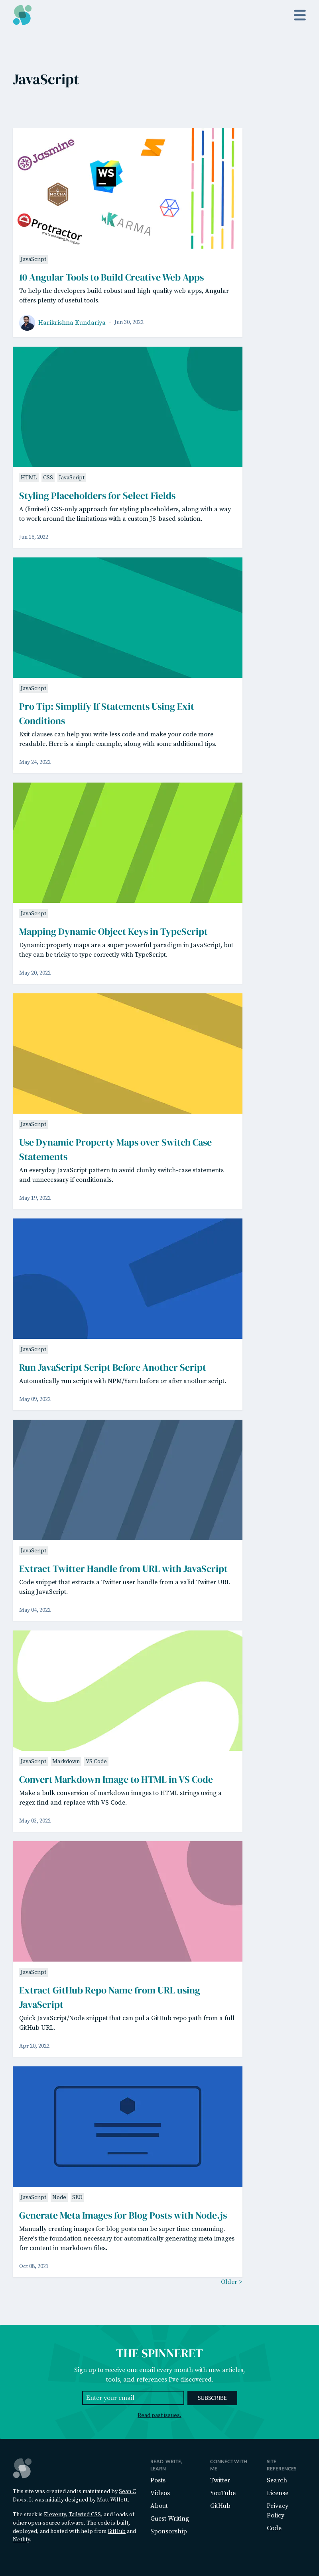 JavaScript
Jasmine
WS
MOCHA
Protractor
end to end testing for AngularJS
KARMA
JavaScript
10 Angular Tools to Build Creative Web Apps
To help the developers build robust and high-quality web apps, Angular
offers plenty of useful tools.
Harikrishna Kundariya Jun 30, 2022
HTML CSS JavaScript
Styling Placeholders for Select Fields
A (limited) CSS-only approach for styling placeholders, along with a way
to work around the limitations with a custom JS-based solution.
Jun 16, 2022
JavaScript
Pro Tip: Simplify If Statements Using Exit
Conditions
Exit clauses can help you write less code and make your code more
readable. Here is a simple example, along with some additional tips.
May 24, 2022
JavaScript
Mapping Dynamic Object Keys in TypeScript
Dynamic property maps are a super powerful paradigm in JavaScript, but
they can be tricky to type correctly with TypeScript.
May 20, 2022
JavaScript
Use Dynamic Property Maps over Switch Case
Statements
An everyday JavaScript pattern to avoid clunky switch-case statements
and unnecessary if conditionals.
May 19, 2022
JavaScript
Run JavaScript Script Before Another Script
Automatically run scripts with NPM/Yarn before or after another script.
May 09, 2022
JavaScript
Extract Twitter Handle from URL with JavaScript
Code snippet that extracts a Twitter user handle from a valid Twitter URL
using JavaScript.
May 04, 2022
JavaScript Markdown VS Code
Convert Markdown Image to HTML in VS Code
Make a bulk conversion of markdown images to HTML strings using a
regex find and replace with VS Code.
May 03, 2022
JavaScript
Extract GitHub Repo Name from URL using
JavaScript
Quick JavaScript/Node snippet that can pul a GitHub repo path from a full
GitHub URL.
Apr 20, 2022
JavaScript Node SEO
Generate Meta Images for Blog Posts with Node.js
Manually creating images for blog posts can be super time-consuming.
Here's the foundation necessary for automatically generating meta images
for content in markdown files.
Oct 08, 2021
Older >
THE SPINNERET
Sign up to receive one email every month with new articles,
tools, and references I've discovered.
Enter your email SUBSCRIBE
Read past issues.
This site was created and is maintained by Sean C
Davis. It was initially designed by Matt Willett.
The stack is Eleventy, Tailwind CSS, and loads of
other open-source software. The code is built,
deployed, and hosted with help from GitHub and
Netlify.
READ, WRITE,
LEARN
Posts
Videos
About
Guest Writing
Sponsorship
CONNECT WITH
ME
Twitter
YouTube
GitHub
SITE
REFERENCES
Search
License
Privacy
Policy
Code